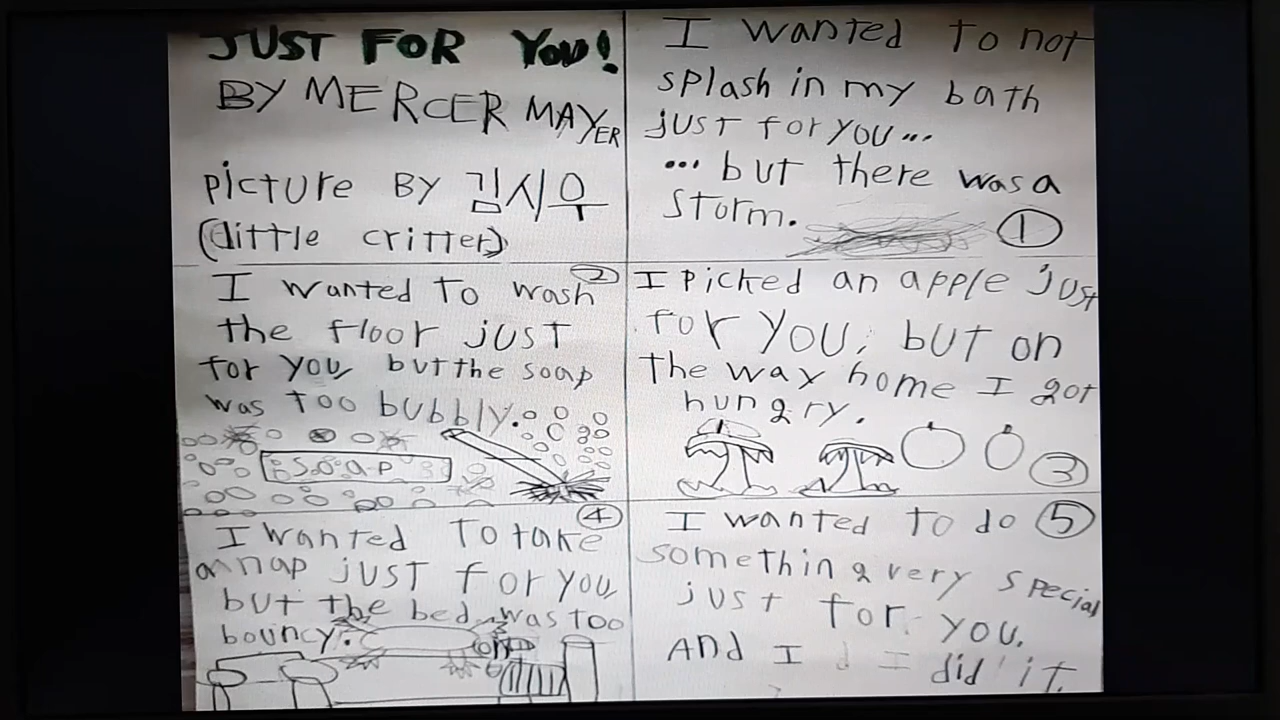 JUST FOR YOU!
BY MERCER MAYER
picture BY 김시우
(little critter)
I wanted to not
splash in my bath
just for you...
... but there was a
storm.
1
2
I wanted to wash
the floor just
for you, but the soap
was too bubbly.
soap
I picked an apple just
for you, but on
the way home I got
hungry.
3
4
I wanted to take
a nap just for you,
but the bed was too
bouncy.
I wanted to do 5
something very special
just for you.
And I did it.